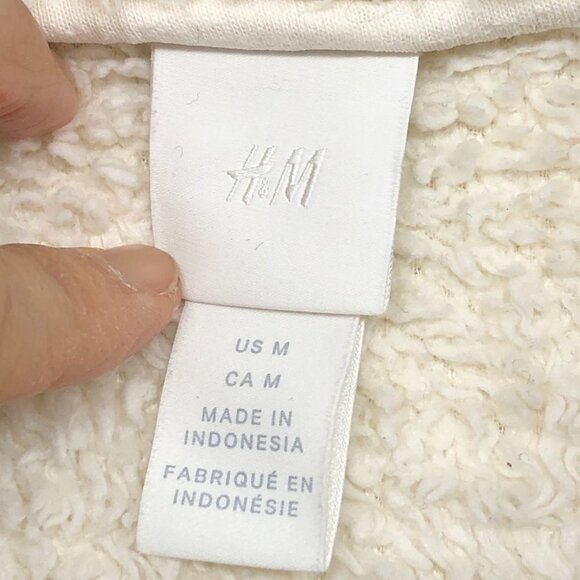 H&M
US M
CA M
MADE IN
INDONESIA
FABRIQUÉ EN
INDONÉSIE